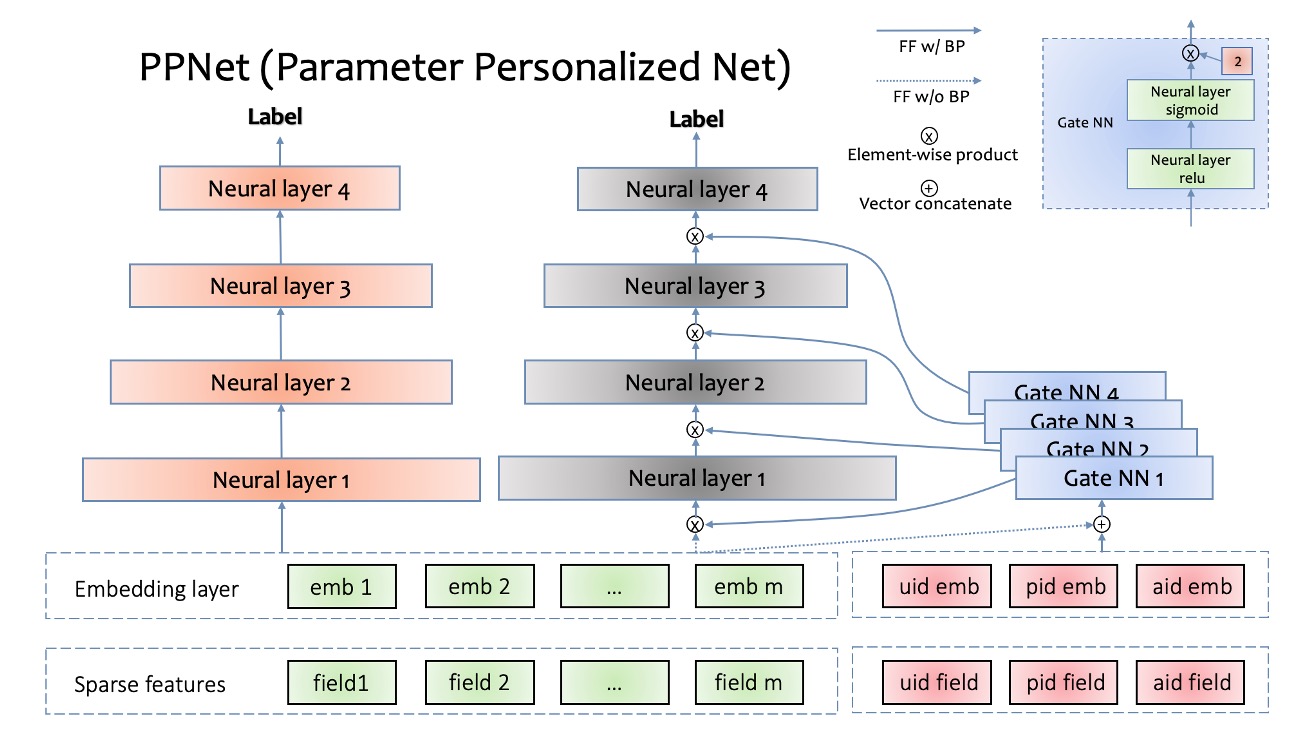 PPNet (Parameter Personalized Net)
FF w/ BP
FF w/o BP
Element-wise product
Vector concatenate
Gate NN
2
Neural layer
sigmoid
Neural layer
relu
Label
Neural layer 4
Neural layer 3
Neural layer 2
Neural layer 1
Label
Neural layer 4
Neural layer 3
Neural layer 2
Neural layer 1
Gate NN 4
Gate NN 3
Gate NN 2
Gate NN 1
Embedding layer
emb 1
emb 2
...
emb m
uid emb
pid emb
aid emb
Sparse features
field1
field 2
...
field m
uid field
pid field
aid field